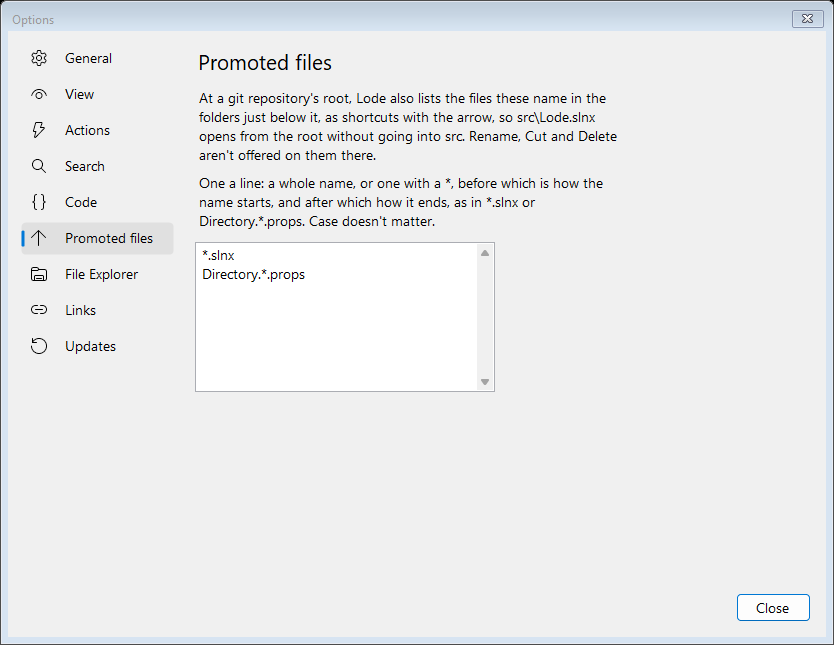 Options
General
View
Actions
Search
{} Code
Promoted files
File Explorer
Links
Updates
Promoted files
At a git repository's root, Lode also lists the files these name in the
folders just below it, as shortcuts with the arrow, so src\Lode.slnx
opens from the root without going into src. Rename, Cut and Delete
aren't offered on them there.
One a line: a whole name, or one with a *, before which is how the
name starts, and after which how it ends, as in *.slnx or
Directory.*.props. Case doesn't matter.
*.slnx
Directory.*.props
Close